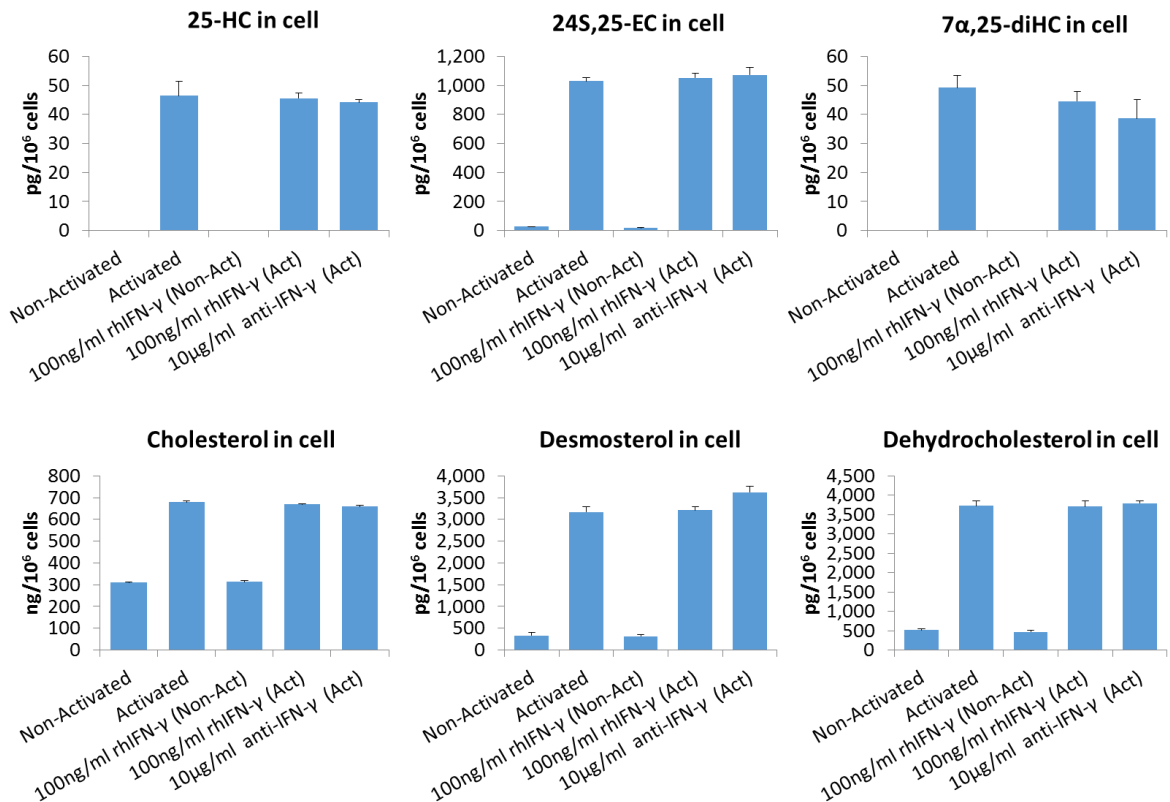 25-HC in cell
pg/10⁶ cells
60
50
40
30
20
10
0
Non-Activated
Activated
100ng/ml rhIFN-γ (Non-Act)
100ng/ml rhIFN-γ (Act)
10μg/ml anti-IFN-γ (Act)
24S,25-EC in cell
pg/10⁶ cells
1,200
1,000
800
600
400
200
0
Non-Activated
Activated
100ng/ml rhIFN-γ (Non-Act)
100ng/ml rhIFN-γ (Act)
10μg/ml anti-IFN-γ (Act)
7α,25-diHC in cell
pg/10⁶ cells
60
50
40
30
20
10
0
Non-Activated
Activated
100ng/ml rhIFN-γ (Non-Act)
100ng/ml rhIFN-γ (Act)
10μg/ml anti-IFN-γ (Act)
Cholesterol in cell
ng/10⁶ cells
800
700
600
500
400
300
200
100
0
Non-Activated
Activated
100ng/ml rhIFN-γ (Non-Act)
100ng/ml rhIFN-γ (Act)
10μg/ml anti-IFN-γ (Act)
Desmosterol in cell
pg/10⁶ cells
4,000
3,500
3,000
2,500
2,000
1,500
1,000
500
0
Non-Activated
Activated
100ng/ml rhIFN-γ (Non-Act)
100ng/ml rhIFN-γ (Act)
10μg/ml anti-IFN-γ (Act)
Dehydrocholesterol in cell
pg/10⁶ cells
4,500
4,000
3,500
3,000
2,500
2,000
1,500
1,000
500
0
Non-Activated
Activated
100ng/ml rhIFN-γ (Non-Act)
100ng/ml rhIFN-γ (Act)
10μg/ml anti-IFN-γ (Act)